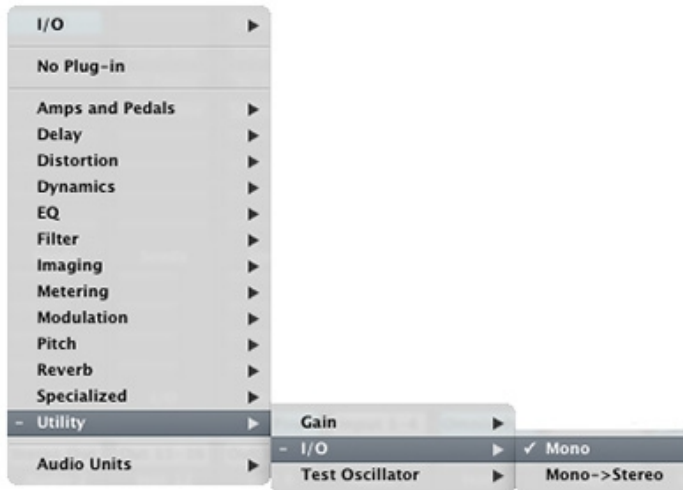 I/O
No Plug-in
Amps and Pedals
Delay
Distortion
Dynamics
EQ
Filter
Imaging
Metering
Modulation
Pitch
Reverb
Specialized
– Utility
Audio Units
Gain
– I/O
Test Oscillator
✓ Mono
Mono->Stereo